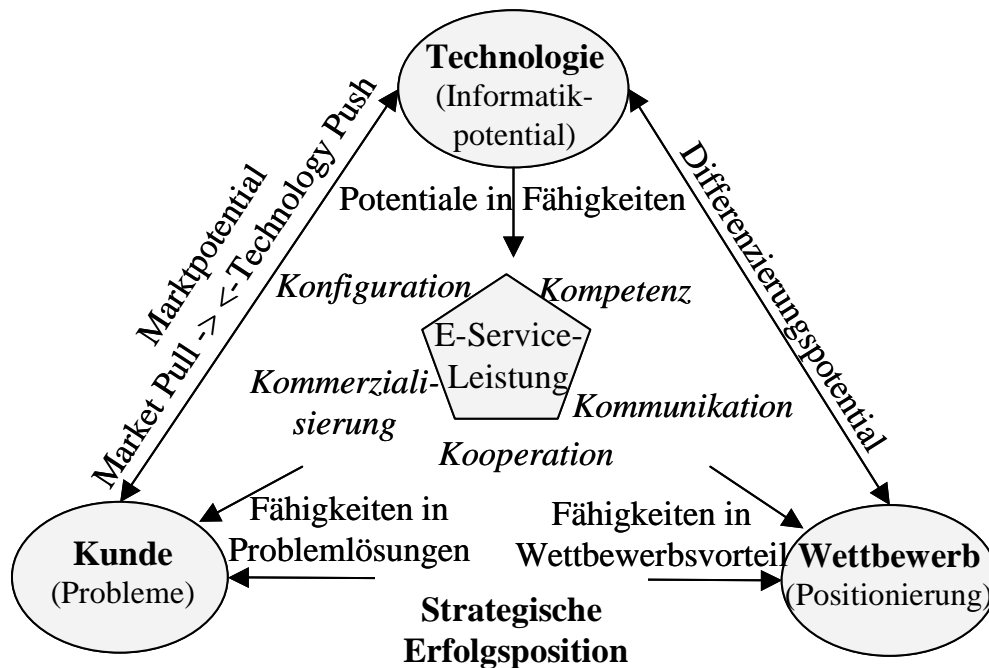 Technologie
(Informatik-
potential)
Marktpotential
Market Pull -> <-Technology Push
Differenzierungspotential
Potentiale in Fähigkeiten
Konfiguration
Kompetenz
E-Service-
Leistung
Kommerziali-
sierung
Kommunikation
Kooperation
Fähigkeiten in
Problemlösungen
Fähigkeiten in
Wettbewerbsvorteil
Kunde
(Probleme)
Wettbewerb
(Positionierung)
Strategische
Erfolgsposition